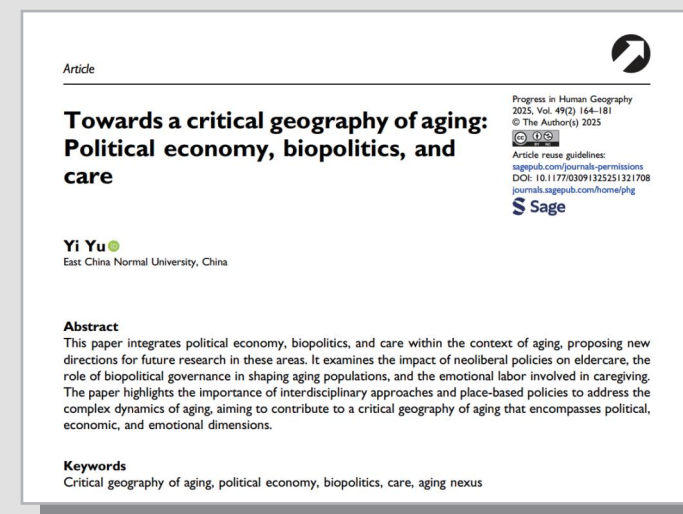 Article
Progress in Human Geography
2025, Vol. 49(2) 164–181
© The Author(s) 2025
Article reuse guidelines:
sagepub.com/journals-permissions
DOI: 10.1177/03091325251321708
journals.sagepub.com/home/phg
Sage
Towards a critical geography of aging:
Political economy, biopolitics, and
care
Yi Yu
East China Normal University, China
Abstract
This paper integrates political economy, biopolitics, and care within the context of aging, proposing new
directions for future research in these areas. It examines the impact of neoliberal policies on eldercare, the
role of biopolitical governance in shaping aging populations, and the emotional labor involved in caregiving.
The paper highlights the importance of interdisciplinary approaches and place-based policies to address the
complex dynamics of aging, aiming to contribute to a critical geography of aging that encompasses political,
economic, and emotional dimensions.
Keywords
Critical geography of aging, political economy, biopolitics, care, aging nexus